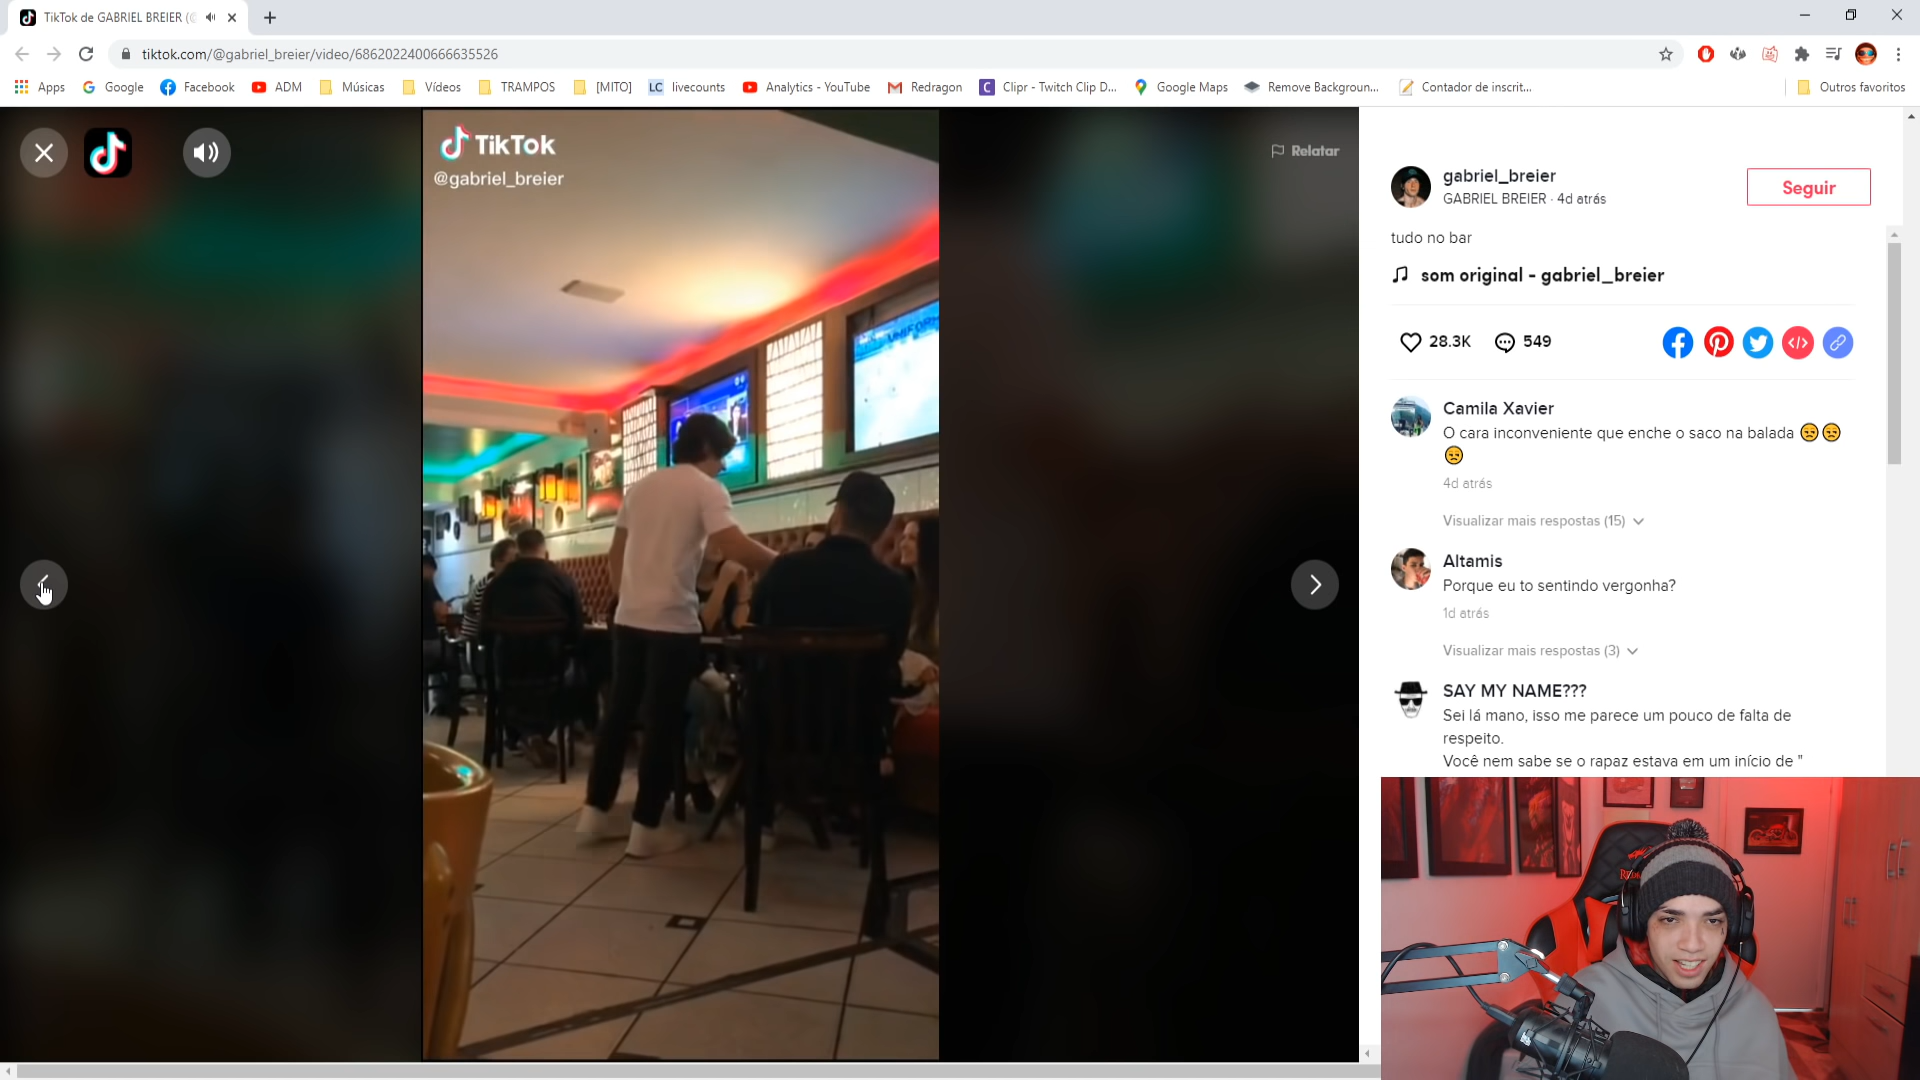 TikTok de GABRIEL BREIER (@
tiktok.com/@gabriel_breier/video/6862022400666635526
Apps
Google
Facebook
ADM
Músicas
Vídeos
TRAMPOS
[MITO]
LC livecounts
Analytics - YouTube
Redragon
C Clipr - Twitch Clip D...
Google Maps
Remove Backgroun...
Contador de inscrit...
Outros favoritos
TikTok
@gabriel_breier
Relatar
gabriel_breier
GABRIEL BREIER · 4d atrás
Seguir
tudo no bar
som original - gabriel_breier
28.3K
549
Camila Xavier
O cara inconveniente que enche o saco na balada 😒😒
😒
4d atrás
Visualizar mais respostas (15)
Altamis
Porque eu to sentindo vergonha?
1d atrás
Visualizar mais respostas (3)
SAY MY NAME???
Sei lá mano, isso me parece um pouco de falta de
respeito.
Você nem sabe se o rapaz estava em um início de "